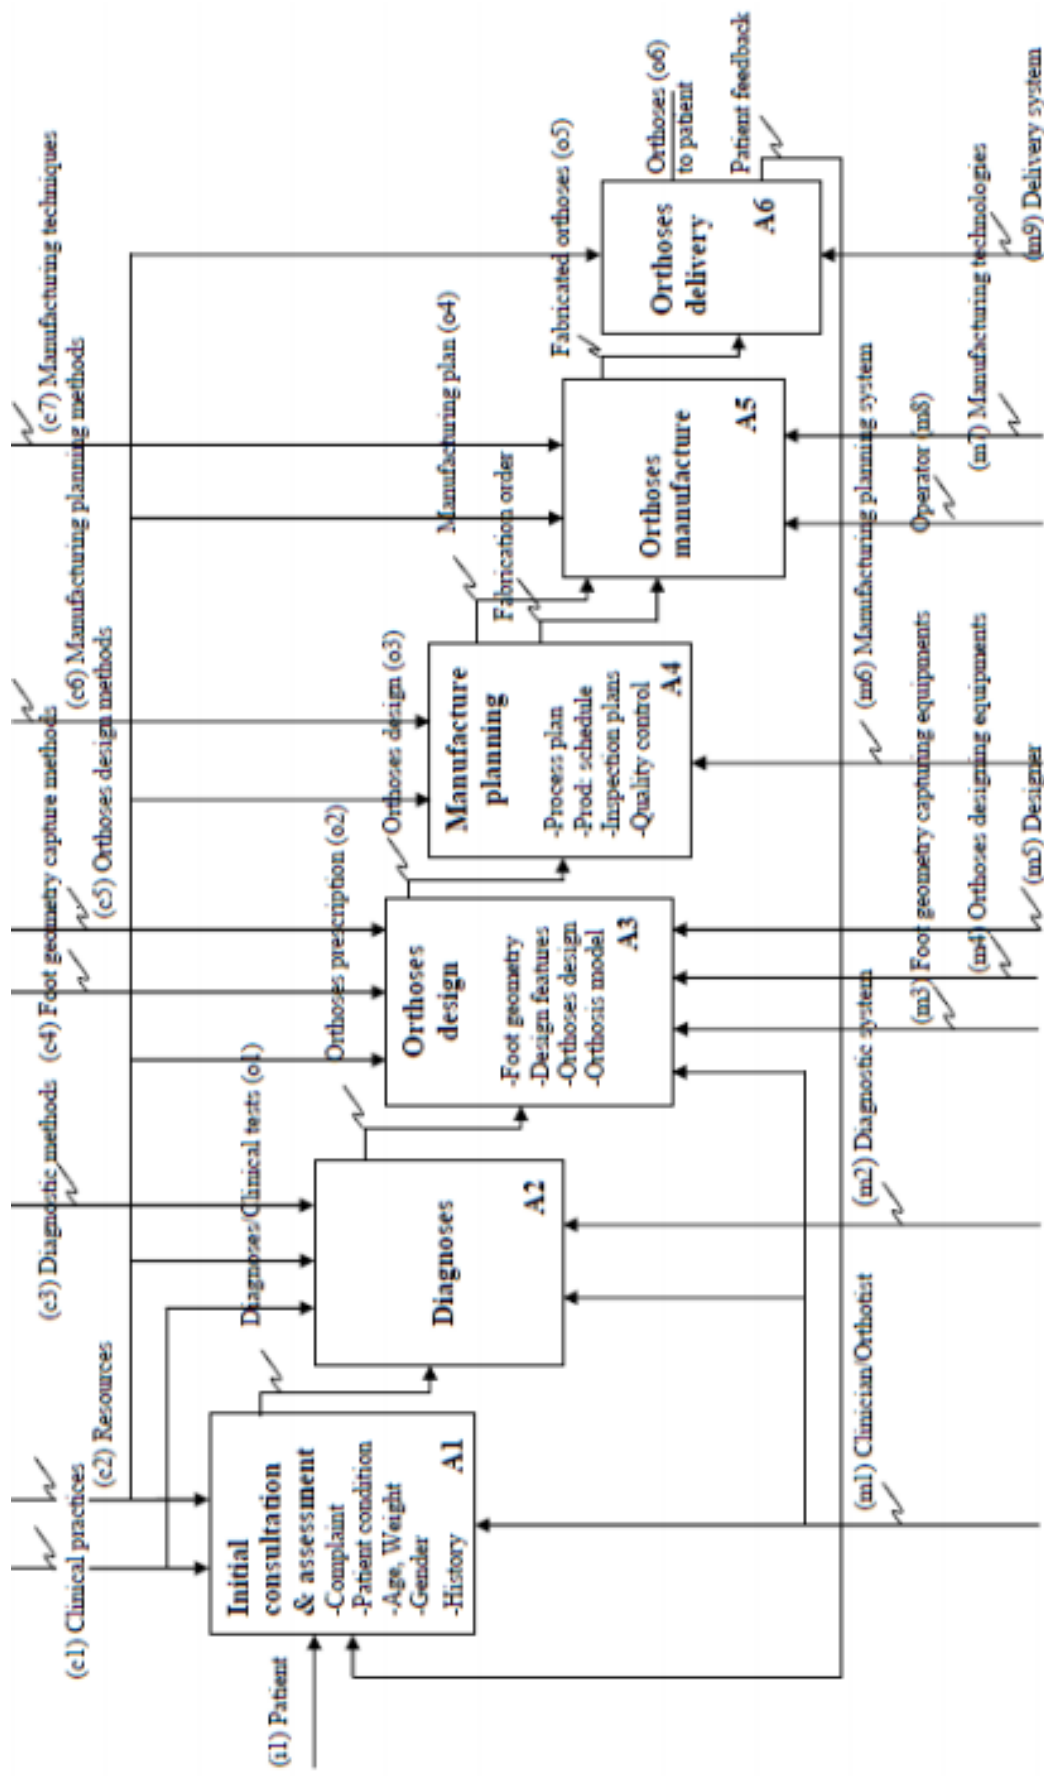 (c1) Clinical practices
(c2) Resources
(c3) Diagnostic methods
(c4) Foot geometry capture methods
(c5) Orthoses design methods
(c6) Manufacturing planning methods
(c7) Manufacturing techniques
(i1) Patient
Initial
consultation
& assessment
-Complaint
-Patient condition
-Age, Weight
-Gender
-History
A1
Diagnoses/Clinical tests (o1)
Diagnoses
A2
Orthoses prescription (o2)
Orthoses
design
-Foot geometry
-Design features
-Orthoses design
-Orthosis model
A3
Orthoses design (o3)
Manufacture
planning
-Process plan
-Prod: schedule
-Inspection plans
-Quality control
A4
Manufacturing plan (o4)
Fabrication order
Orthoses
manufacture
A5
Fabricated orthoses (o5)
Orthoses
delivery
A6
Orthoses (o6)
to patient
Patient feedback
(m1) Clinician/Orthotist
(m2) Diagnostic system
(m3) Foot geometry capturing equipments
(m4) Orthoses designing equipments
(m5) Designer
(m6) Manufacturing planning system
Operator (m8)
(m7) Manufacturing technologies
(m9) Delivery system